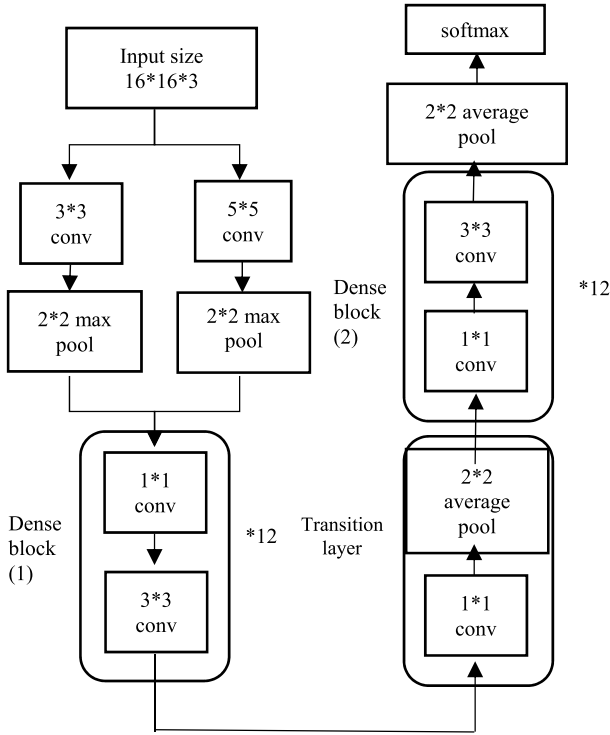 Input size
16*16*3
3*3
conv
5*5
conv
2*2 max
pool
2*2 max
pool
Dense
block
(1)
1*1
conv
3*3
conv
*12
softmax
2*2 average
pool
Dense
block
(2)
3*3
conv
1*1
conv
*12
Transition
layer
2*2
average
pool
1*1
conv